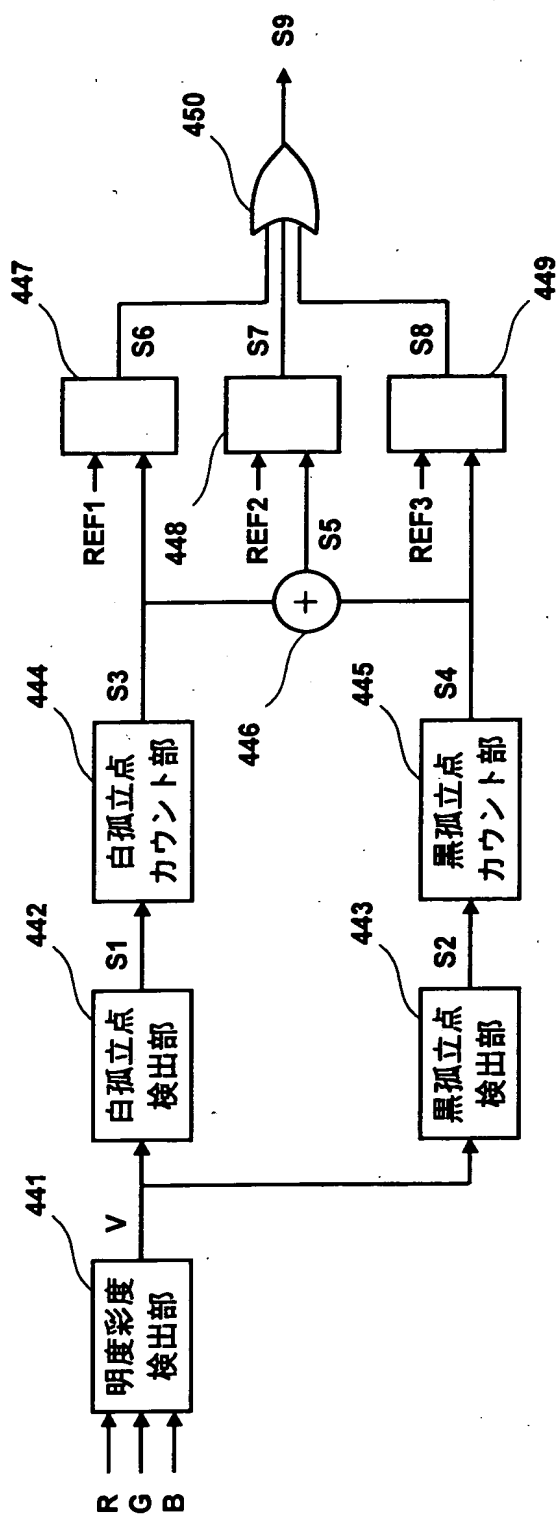 R
G
B
441
明度彩度
検出部
V
442
白孤立点
検出部
S1
444
白孤立点
カウント部
S3
443
黒孤立点
検出部
S2
445
黒孤立点
カウント部
S4
446
+
S5
REF1
447
S6
REF2
448
S7
REF3
449
S8
450
S9